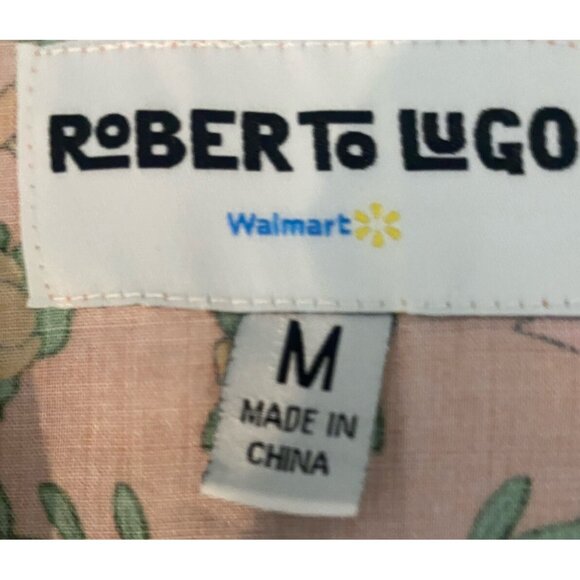 ROBERTO LUGO
Walmart
M
MADE IN
CHINA